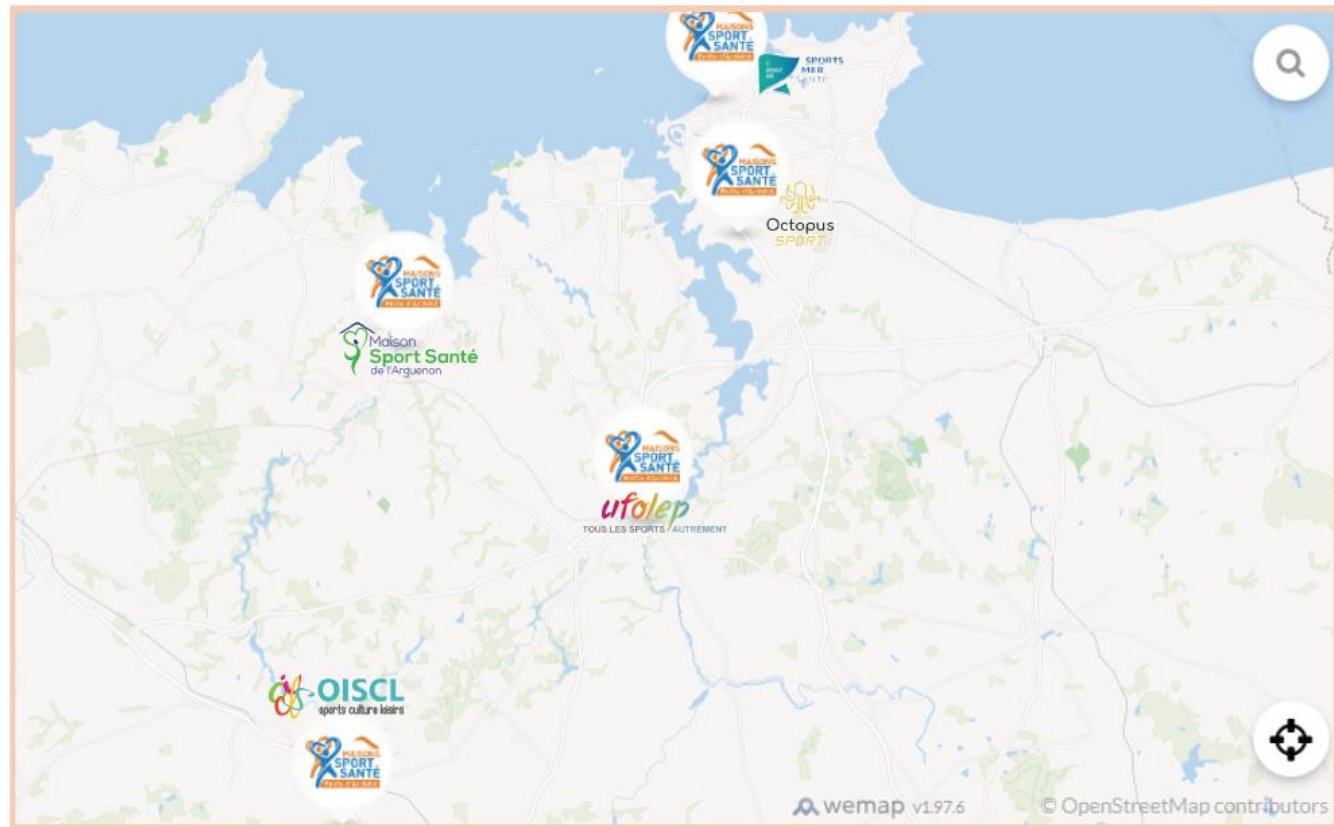 MAISONS
SPORT
SANTÉ
SPORTS
MER
MAISONS
SPORT
SANTÉ
Octopus
SPORT
MAISONS
SPORT
SANTÉ
Maison
Sport Santé
de l'Arguenon
MAISONS
SPORT
SANTÉ
ufolep
TOUS LES SPORTS AUTREMENT
OISCL
sports culture loisirs
MAISONS
SPORT
SANTÉ
wemap v1.97.6
© OpenStreetMap contributors